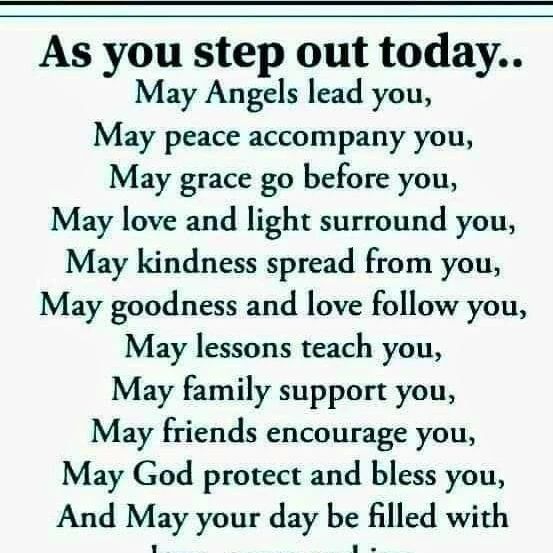 As you step out today..
May Angels lead you,
May peace accompany you,
May grace go before you,
May love and light surround you,
May kindness spread from you,
May goodness and love follow you,
May lessons teach you,
May family support you,
May friends encourage you,
May God protect and bless you,
And May your day be filled with